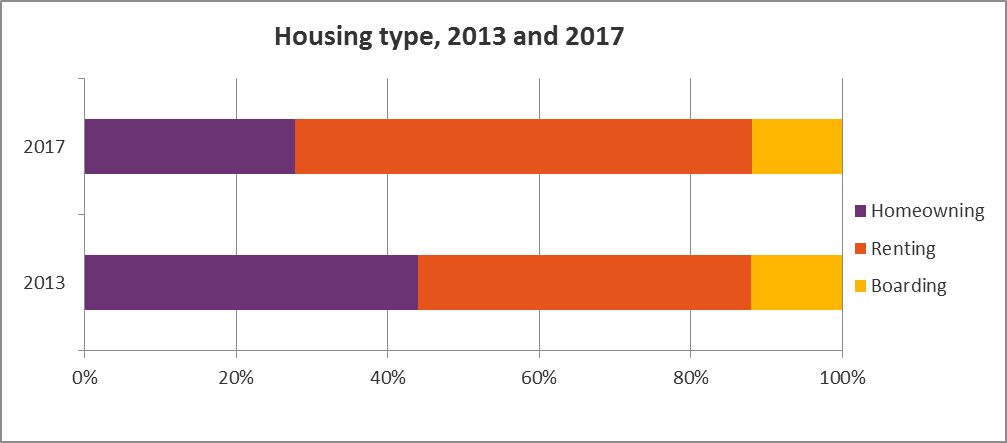 Housing type, 2013 and 2017
2017
2013
0%
20%
40%
60%
80%
100%
Homeowning
Renting
Boarding